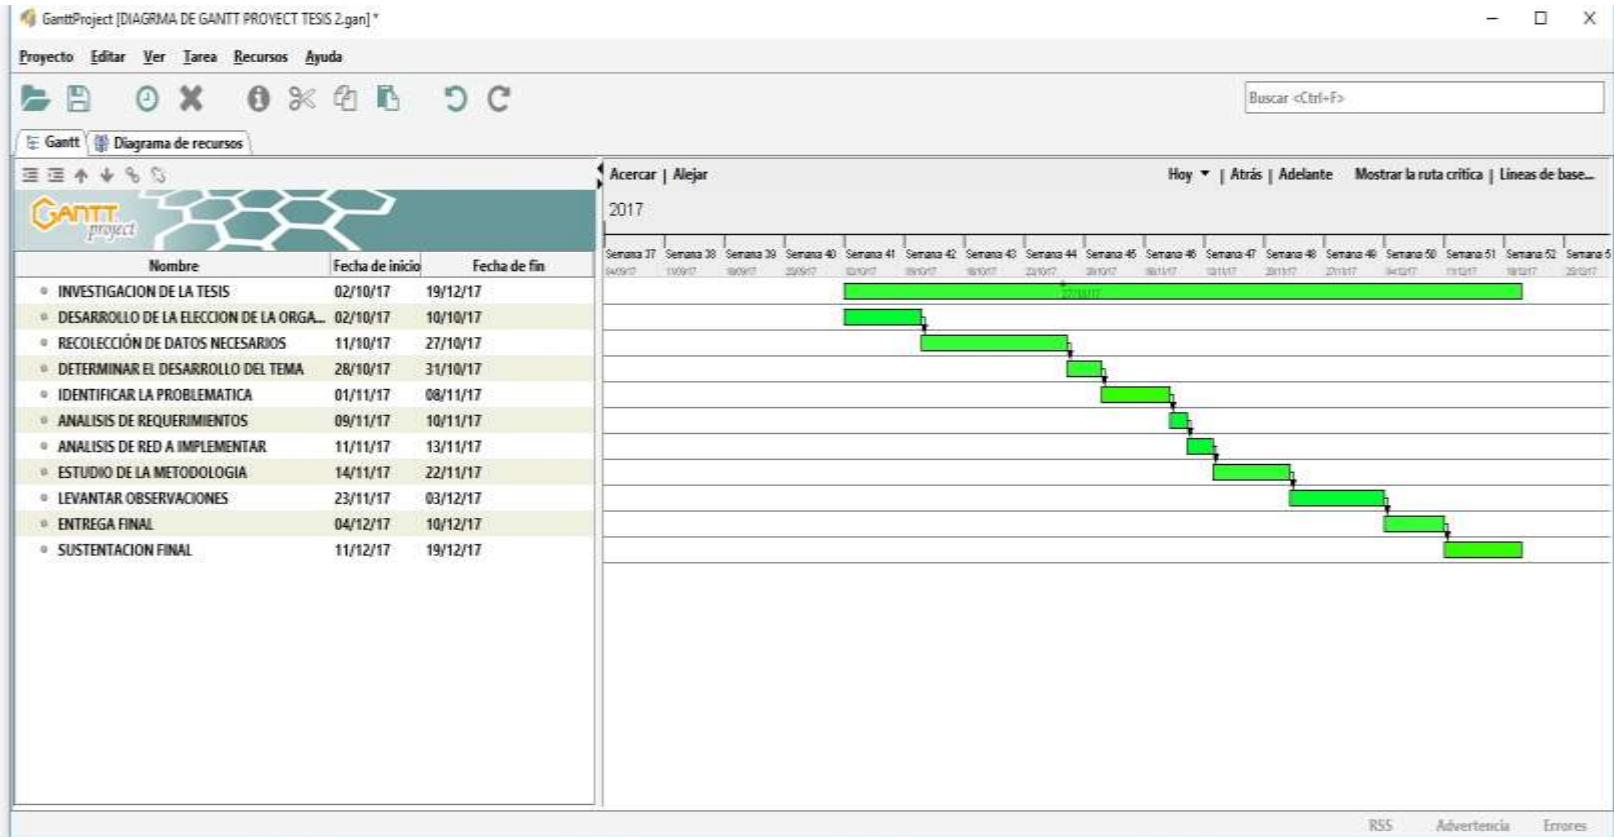 GanttProject [DIAGRMA DE GANTT PROYECT TESIS 2.gan] *
Proyecto Editar Ver Tarea Recursos Ayuda
Buscar <Ctrl+F>
Gantt Diagrama de recursos
Acercar | Alejar Hoy ▼ | Atrás | Adelante Mostrar la ruta critica | Lineas de base...
GANTT project
2017
Semana 37 Semana 38 Semana 39 Semana 40 Semana 41 Semana 42 Semana 43 Semana 44 Semana 45 Semana 46 Semana 47 Semana 48 Semana 49 Semana 50 Semana 51 Semana 52 Semana 5
Nombre Fecha de inicio Fecha de fin
INVESTIGACION DE LA TESIS 02/10/17 19/12/17
DESARROLLO DE LA ELECCION DE LA ORGA... 02/10/17 10/10/17
RECOLECCIÓN DE DATOS NECESARIOS 11/10/17 27/10/17
DETERMINAR EL DESARROLLO DEL TEMA 28/10/17 31/10/17
IDENTIFICAR LA PROBLEMATICA 01/11/17 08/11/17
ANALISIS DE REQUERIMIENTOS 09/11/17 10/11/17
ANALISIS DE RED A IMPLEMENTAR 11/11/17 13/11/17
ESTUDIO DE LA METODOLOGIA 14/11/17 22/11/17
LEVANTAR OBSERVACIONES 23/11/17 03/12/17
ENTREGA FINAL 04/12/17 10/12/17
SUSTENTACION FINAL 11/12/17 19/12/17
RSS Advertencia Errores